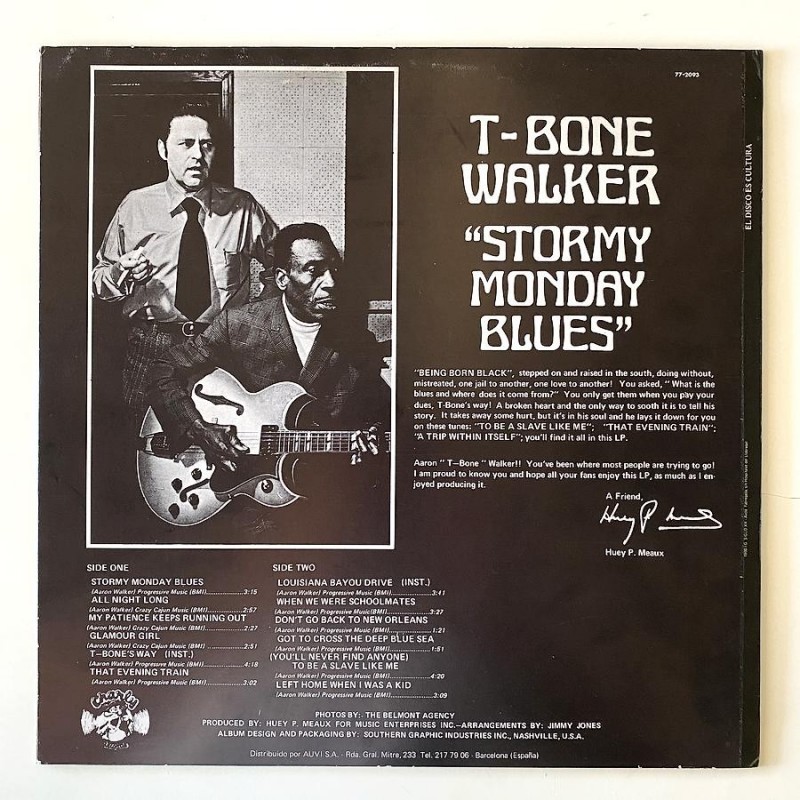 77-2093
T-BONE
WALKER
"STORMY
MONDAY
BLUES"
EL DISCO ES CULTURA
"BEING BORN BLACK", stepped on and raised in the south, doing without,
mistreated, one jail to another, one love to another! You asked, "What is the
blues and where does it come from?" You only get them when you pay your
dues, T-Bone's way! A broken heart and the only way to sooth it is to tell his
story. It takes away some hurt, but it's in his soul and he lays it down for you
on these tunes: "TO BE A SLAVE LIKE ME"; "THAT EVENING TRAIN";
"A TRIP WITHIN ITSELF"; you'll find it all in this LP.
Aaron "T-Bone" Walker!! You've been where most people are trying to go!
I am proud to know you and hope all your fans enjoy this LP, as much as I en-
joyed producing it.
A Friend,
Huey P. Meaux
Huey P. Meaux
SIDE ONE
STORMY MONDAY BLUES
(Aaron Walker) Progressive Music (BMI)..................3:15
ALL NIGHT LONG
(Aaron Walker) Crazy Cajun Music (BMI)..................2:57
MY PATIENCE KEEPS RUNNING OUT
(Aaron Walker) Crazy Cajun Music (BMI)..................2:27
GLAMOUR GIRL
(Aaron Walker) Crazy Cajun Music (BMI)..................2:51
T-BONE'S WAY (INST.)
(Aaron Walker) Progressive Music (BMI)..................4:18
THAT EVENING TRAIN
(Aaron Walker) Progressive Music (BMI)..................3:02
SIDE TWO
LOUISIANA BAYOU DRIVE (INST.)
(Aaron Walker) Progressive Music (BMI)..................3:41
WHEN WE WERE SCHOOLMATES
(Aaron Walker) Progressive Music(BMI)..................3:27
DON'T GO BACK TO NEW ORLEANS
(Aaron Walker) Progressive Music (BMI)..................1:21
GOT TO CROSS THE DEEP BLUE SEA
(Aaron Walker) Progressive Music (BMI)..................1:51
(YOU'LL NEVER FIND ANYONE)
TO BE A SLAVE LIKE ME
(Aaron Walker) Progressive Music (BMI)..................4:20
LEFT HOME WHEN I WAS A KID
(Aaron Walker) Progressive Music (BMI)..................3:09
Crazy Cajun
PHOTOS BY: THE BELMONT AGENCY
PRODUCED BY: HUEY P. MEAUX FOR MUSIC ENTERPRISES INC.—ARRANGEMENTS BY: JIMMY JONES
ALBUM DESIGN AND PACKAGING BY: SOUTHERN GRAPHIC INDUSTRIES INC., NASHVILLE, U.S.A.
Distribuido por AUVI S.A. - Rda. Gral. Mitre, 233 Tel. 217 79 06 - Barcelona (España)